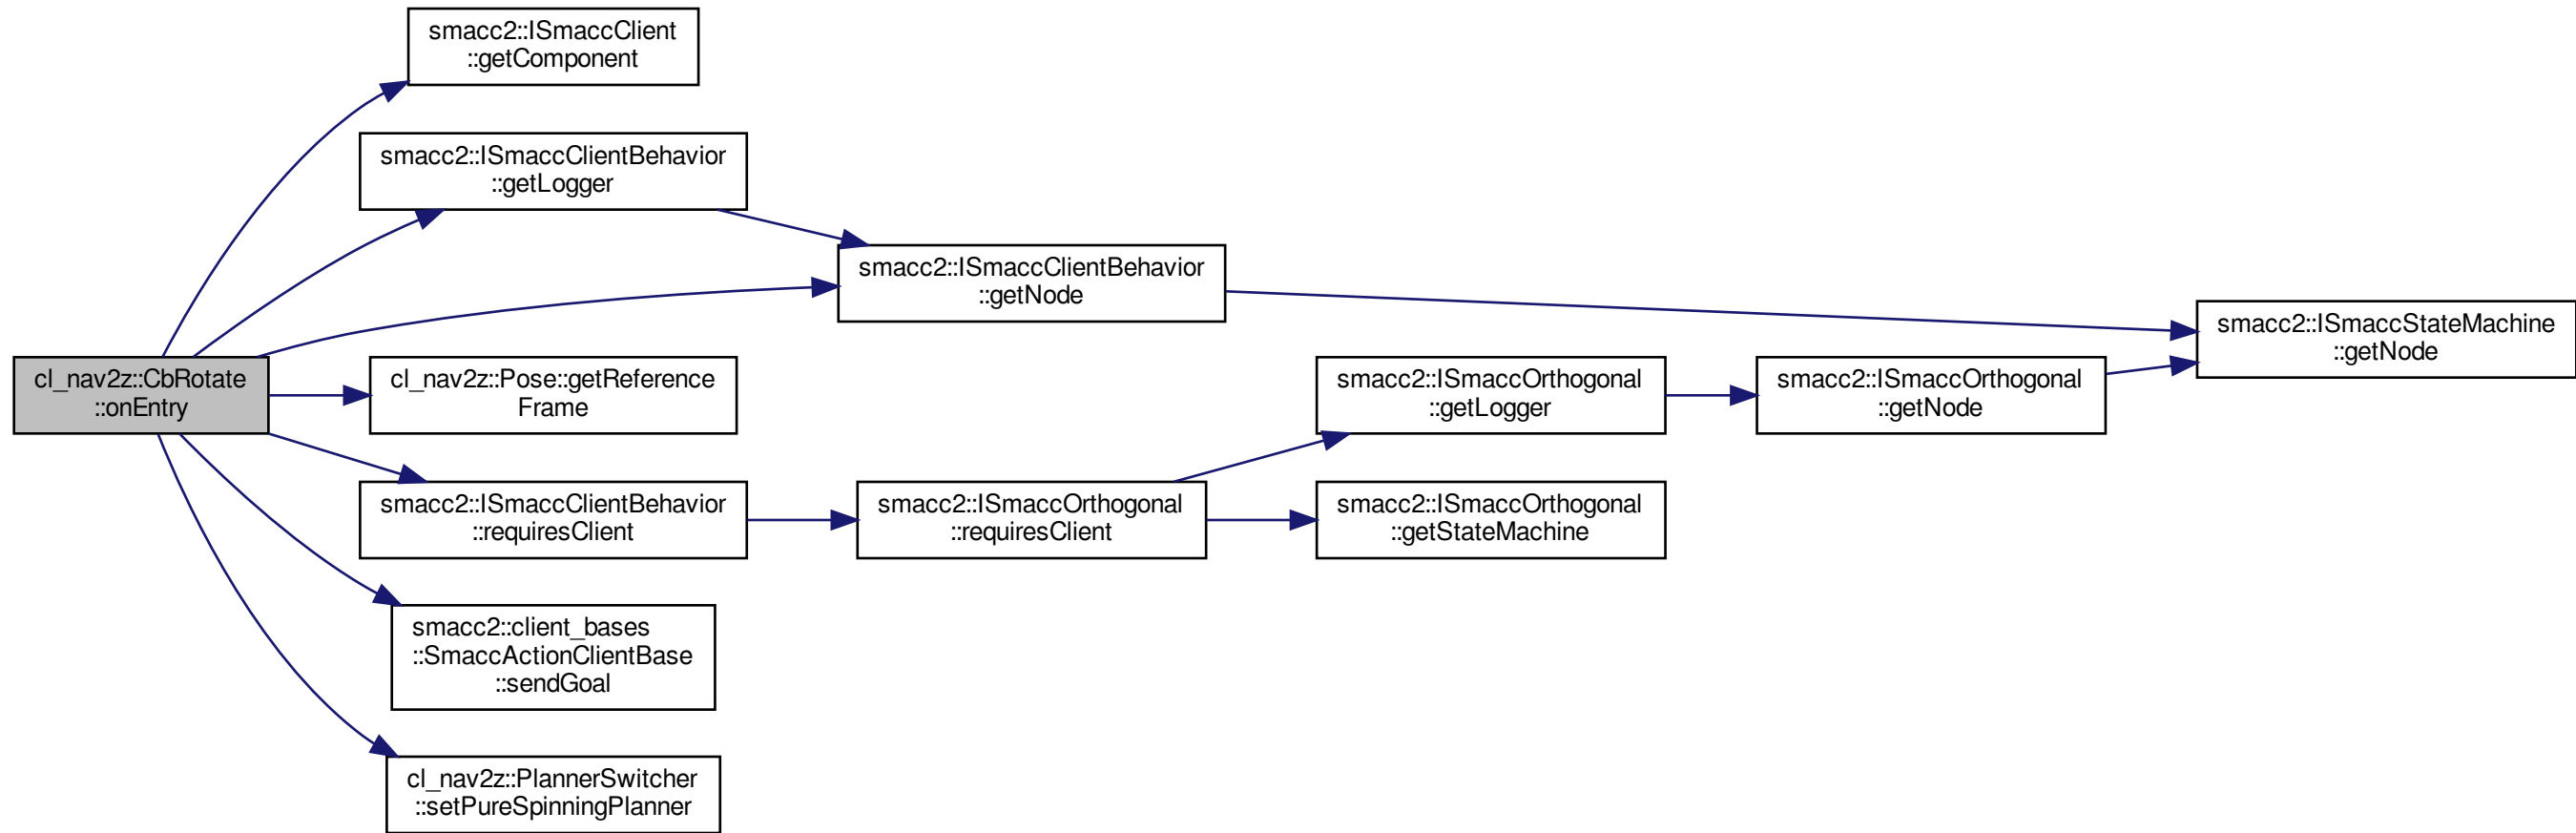 smacc2::ISmaccClient
::getComponent
smacc2::ISmaccClientBehavior
::getLogger
smacc2::ISmaccClientBehavior
::getNode
smacc2::ISmaccStateMachine
::getNode
cl_nav2z::CbRotate
::onEntry
cl_nav2z::Pose::getReference
Frame
smacc2::ISmaccOrthogonal
::getLogger
smacc2::ISmaccOrthogonal
::getNode
smacc2::ISmaccClientBehavior
::requiresClient
smacc2::ISmaccOrthogonal
::requiresClient
smacc2::ISmaccOrthogonal
::getStateMachine
smacc2::client_bases
::SmaccActionClientBase
::sendGoal
cl_nav2z::PlannerSwitcher
::setPureSpinningPlanner